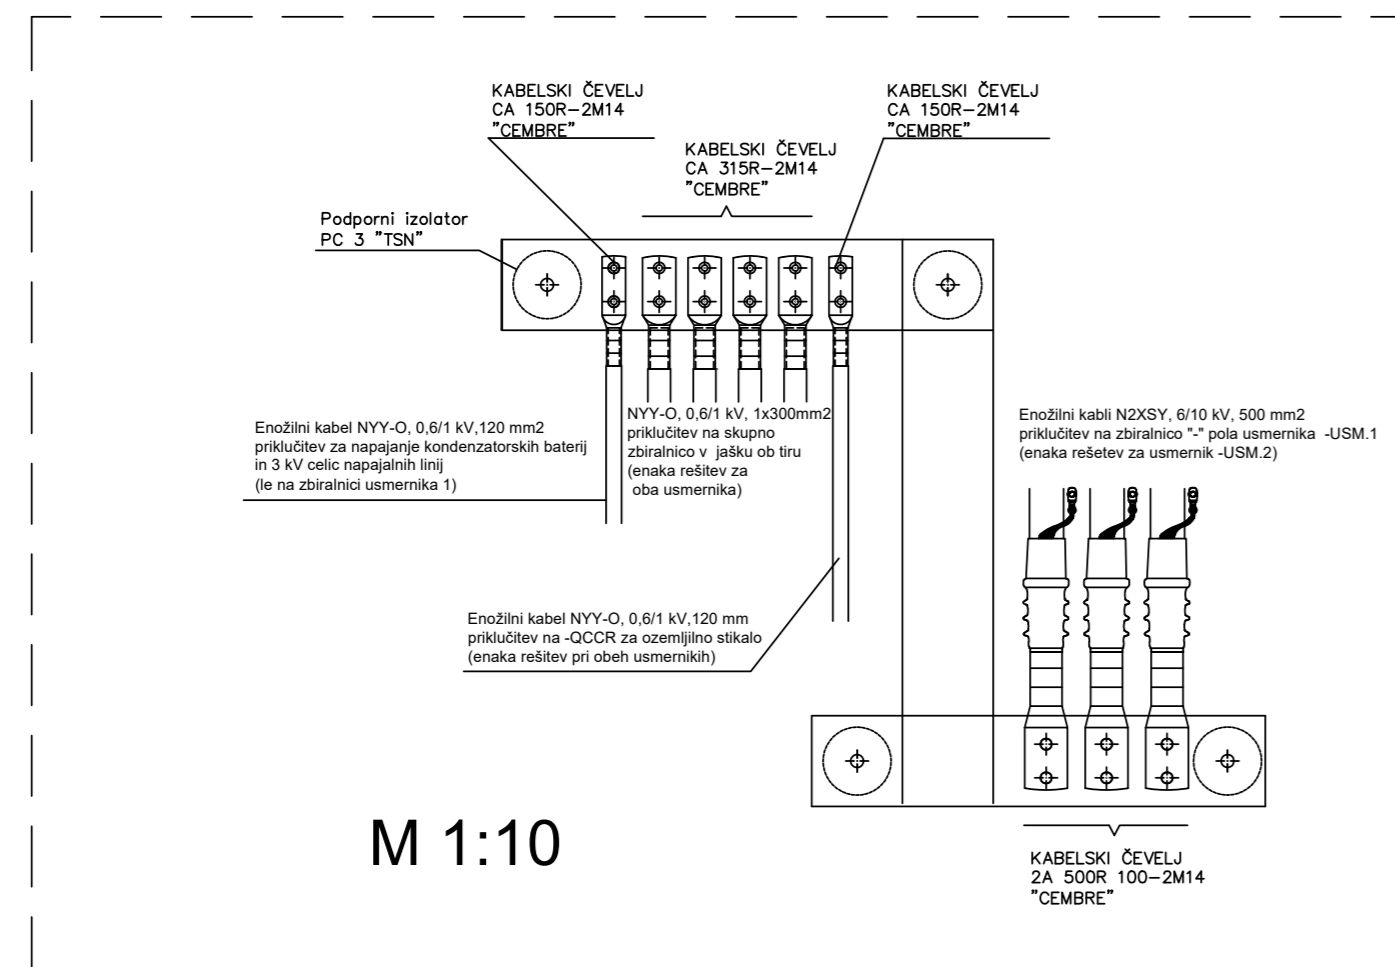 KABELSKI ČEVELJ
CA 150R-2M14
"CEMBRE"
KABELSKI ČEVELJ
CA 315R-2M14
"CEMBRE"
KABELSKI ČEVELJ
CA 150R-2M14
"CEMBRE"
Podporni izolator
PC 3 "TSN"
Enožilni kabel NYY-O, 0,6/1 kV,120 mm2
priključitev za napajanje kondenzatorskih baterij
in 3 kV celic napajalnih linij
(le na zbiralnici usmernika 1)
NYY-O, 0,6/1 kV, 1x300mm2
priključitev na skupno
zbiralnico v jašku ob tiru
(enaka rešitev za
oba usmernika)
Enožilni kabli N2XSY, 6/10 kV, 500 mm2
priključitev na zbiralnico "-" pola usmernika -USM.1
(enaka rešetev za usmernik -USM.2)
Enožilni kabel NYY-O, 0,6/1 kV,120 mm
priključitev na -QCCR za ozemljilno stikalo
(enaka rešitev pri obeh usmernikih)
M 1:10
KABELSKI ČEVELJ
2A 500R 100-2M14
"CEMBRE"